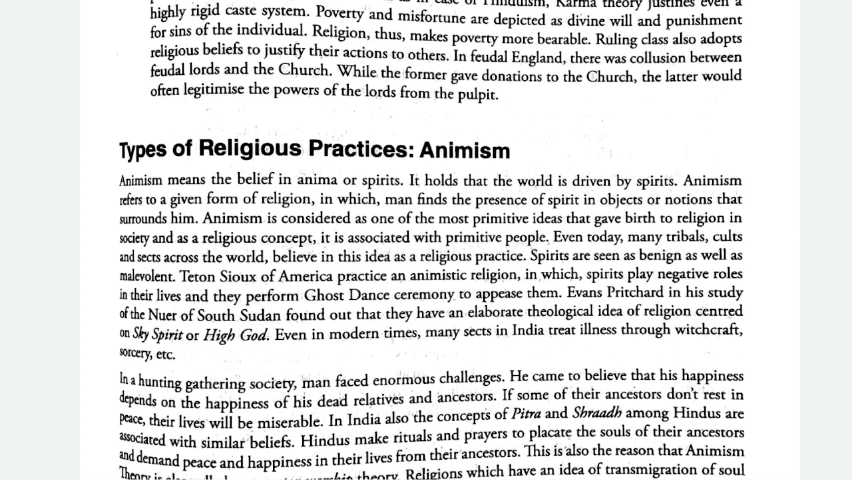 as in case of Hinduism, Karma theory justifies even a
highly rigid caste system. Poverty and misfortune are depicted as divine will and punishment
for sins of the individual. Religion, thus, makes poverty more bearable. Ruling class also adopts
religious beliefs to justify their actions to others. In feudal England, there was collusion between
feudal lords and the Church. While the former gave donations to the Church, the latter would
often legitimise the powers of the lords from the pulpit.
Types of Religious Practices: Animism
Animism means the belief in anima or spirits. It holds that the world is driven by spirits. Animism
refers to a given form of religion, in which, man finds the presence of spirit in objects or notions that
surrounds him. Animism is considered as one of the most primitive ideas that gave birth to religion in
society and as a religious concept, it is associated with primitive people. Even today, many tribals, cults
and sects across the world, believe in this idea as a religious practice. Spirits are seen as benign as well as
malevolent. Teton Sioux of America practice an animistic religion, in which, spirits play negative roles
in their lives and they perform Ghost Dance ceremony to appease them. Evans Pritchard in his study
of the Nuer of South Sudan found out that they have an elaborate theological idea of religion centred
on Sky Spirit or High God. Even in modern times, many sects in India treat illness through witchcraft,
sorcery, etc.
In a hunting gathering society, man faced enormous challenges. He came to believe that his happiness
depends on the happiness of his dead relatives and ancestors. If some of their ancestors don't rest in
peace, their lives will be miserable. In India also the concepts of Pitra and Shraadh among Hindus are
associated with similar beliefs. Hindus make rituals and prayers to placate the souls of their ancestors
and demand peace and happiness in their lives from their ancestors. This is also the reason that Animism
Theory is theory. Religions which have an idea of transmigration of soul